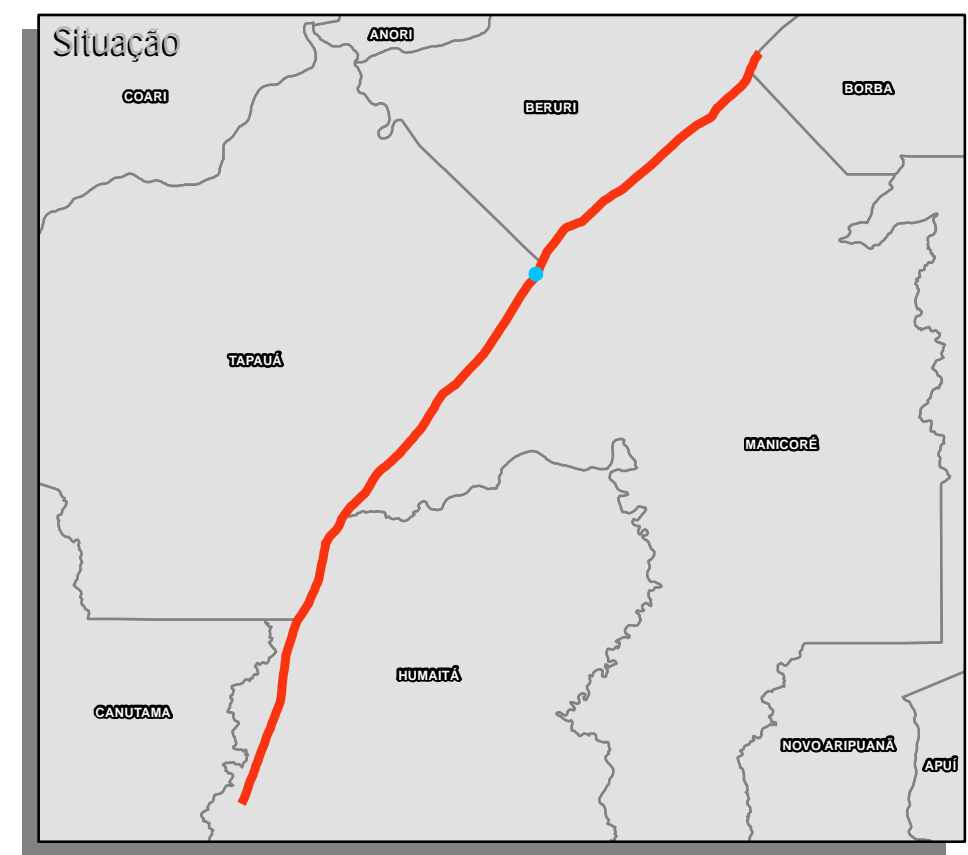 Situação
ANORI
COARI
BERURI
BORBA
TAPAUÁ
MANICORÉ
HUMAITÁ
CANUTAMA
NOVO ARIPUANÃ
APUÍ